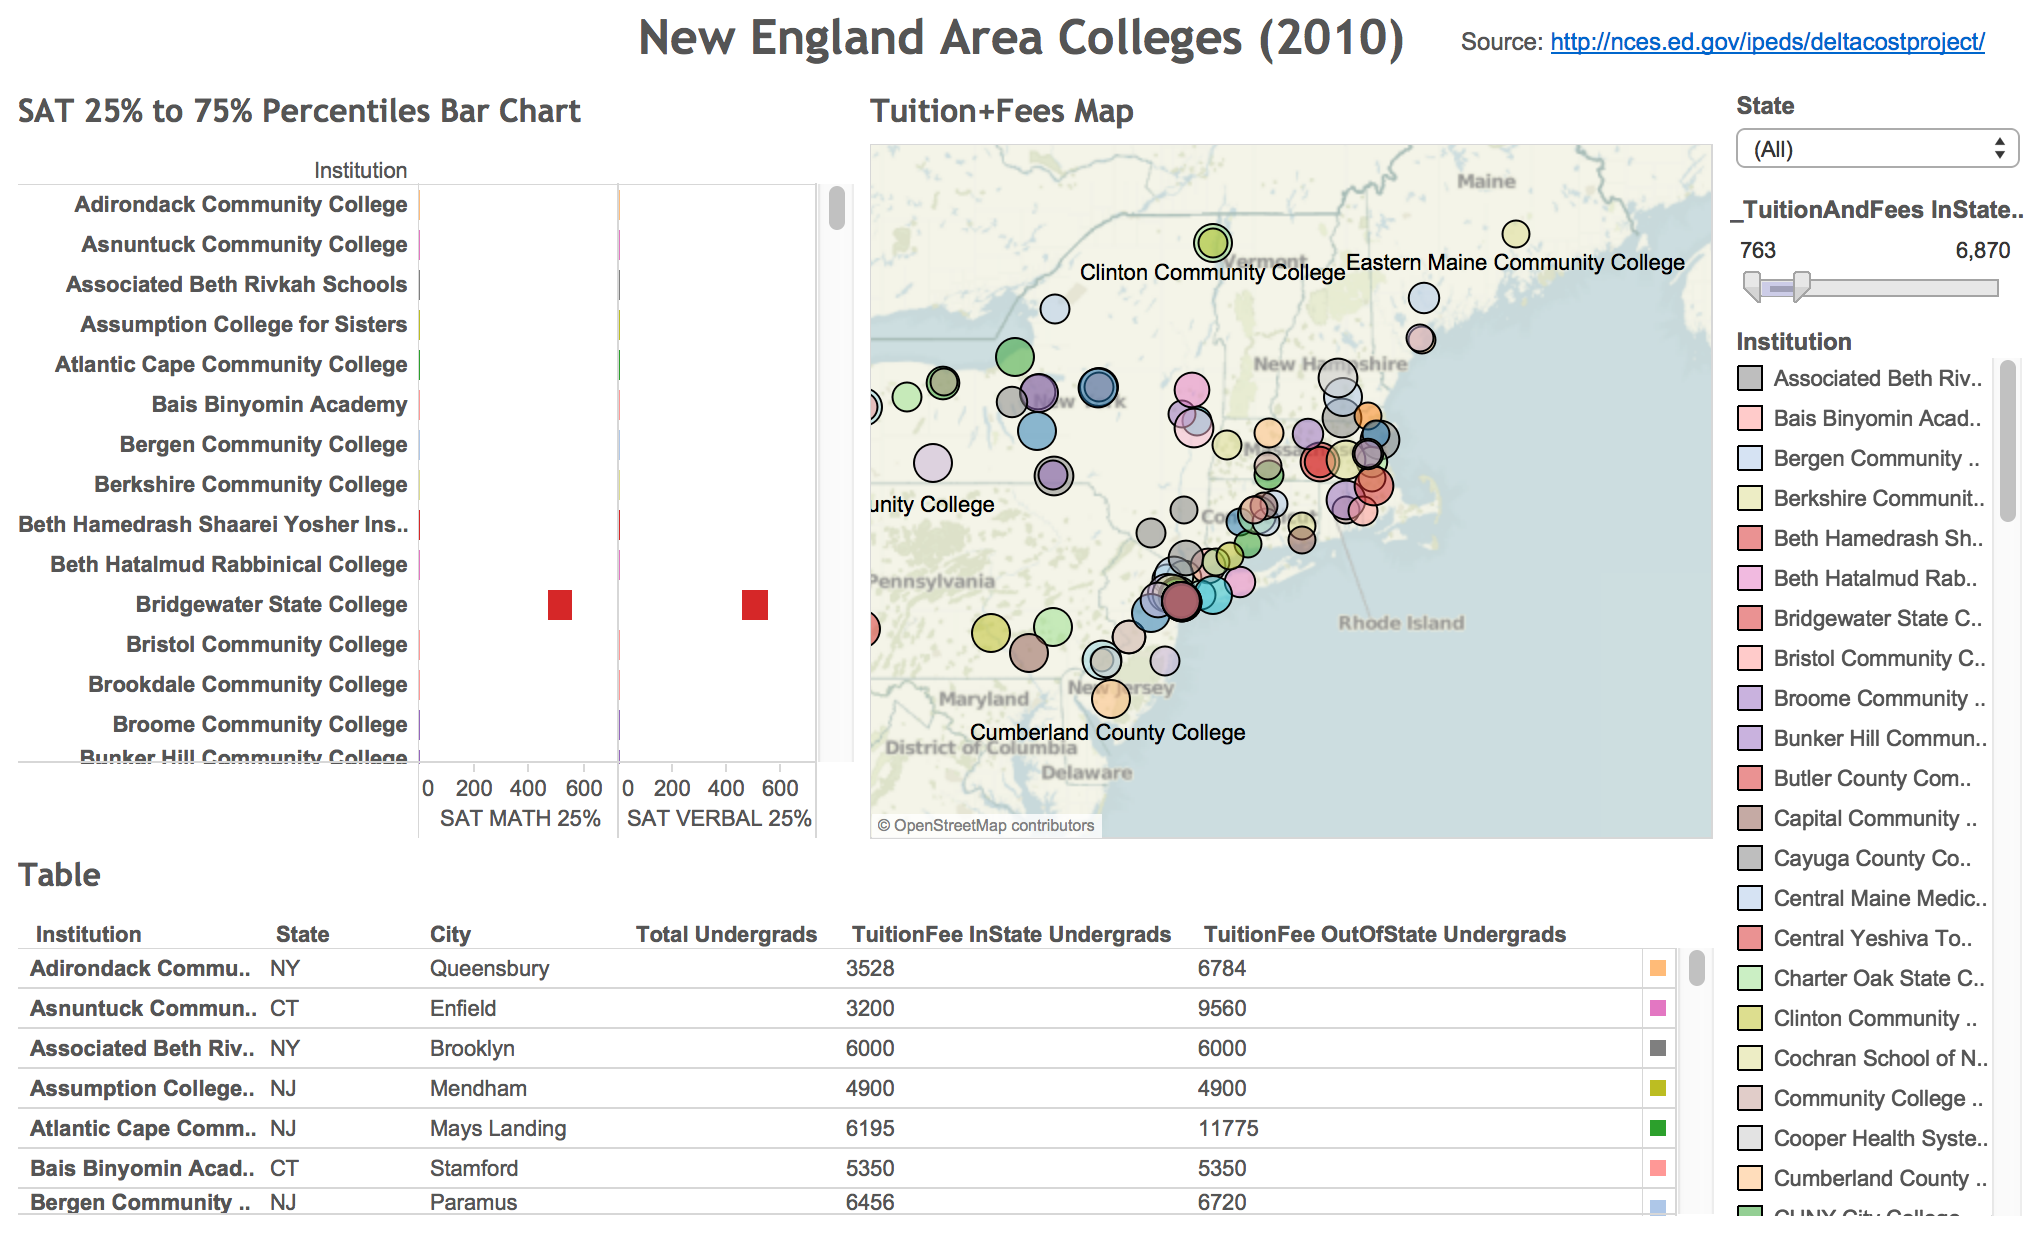 New England Area Colleges (2010)
Source: http://nces.ed.gov/ipeds/deltacostproject/
SAT 25% to 75% Percentiles Bar Chart
Institution
Adirondack Community College
Asnuntuck Community College
Associated Beth Rivkah Schools
Assumption College for Sisters
Atlantic Cape Community College
Bais Binyomin Academy
Bergen Community College
Berkshire Community College
Beth Hamedrash Shaarei Yosher Ins..
Beth Hatalmud Rabbinical College
Bridgewater State College
Bristol Community College
Brookdale Community College
Broome Community College
Bunker Hill Community College
0 200 400 600 0 200 400 600
SAT MATH 25% SAT VERBAL 25%
Tuition+Fees Map
Maine
Vermont
Clinton Community College
Eastern Maine Community College
New Hampshire
New York
Massachusetts
unity College
Connecticut
Pennsylvania
Rhode Island
New Jersey
Maryland
Cumberland County College
District of Columbia
Delaware
© OpenStreetMap contributors
State
(All)
_TuitionAndFees InState..
763 6,870
Institution
Associated Beth Riv..
Bais Binyomin Acad..
Bergen Community ..
Berkshire Communit..
Beth Hamedrash Sh..
Beth Hatalmud Rab..
Bridgewater State C..
Bristol Community C..
Broome Community ..
Bunker Hill Commun..
Butler County Com..
Capital Community ..
Cayuga County Co..
Central Maine Medic..
Central Yeshiva To..
Charter Oak State C..
Clinton Community ..
Cochran School of N..
Community College ..
Cooper Health Syste..
Cumberland County ..
CUNY City College
Table
Institution State City Total Undergrads TuitionFee InState Undergrads TuitionFee OutOfState Undergrads
Adirondack Commu.. NY Queensbury 3528 6784
Asnuntuck Commun.. CT Enfield 3200 9560
Associated Beth Riv.. NY Brooklyn 6000 6000
Assumption College.. NJ Mendham 4900 4900
Atlantic Cape Comm.. NJ Mays Landing 6195 11775
Bais Binyomin Acad.. CT Stamford 5350 5350
Bergen Community .. NJ Paramus 6456 6720